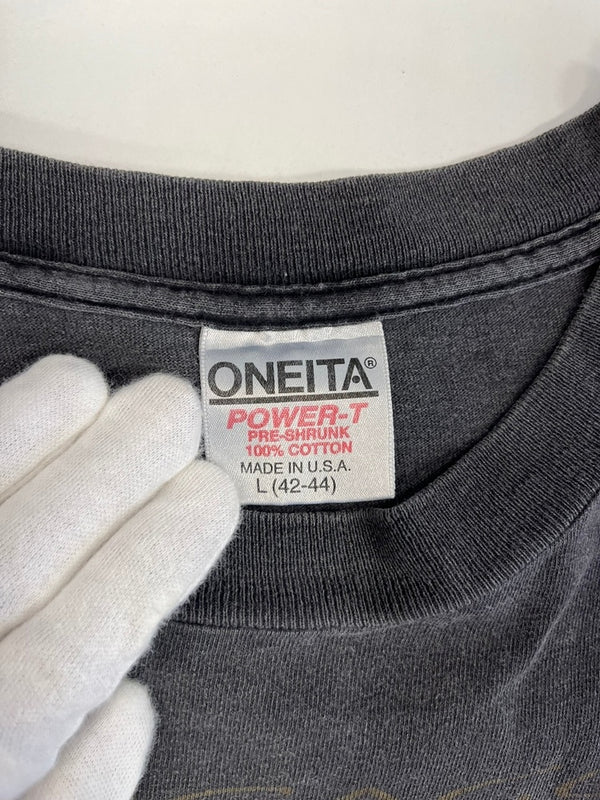 ONEITA®
POWER-T
PRE-SHRUNK
100% COTTON
MADE IN U.S.A.
L (42-44)